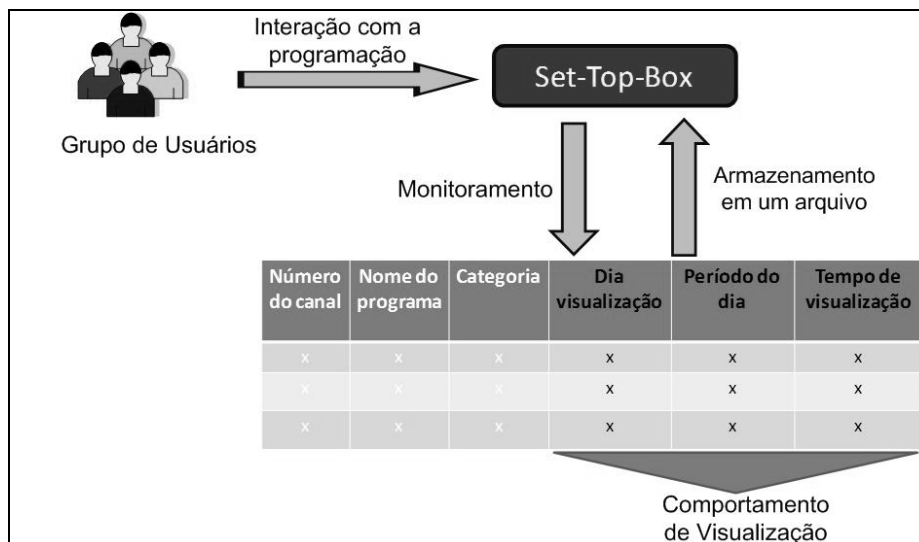 Interação com a
programação
Set-Top-Box
Grupo de Usuários
Monitoramento
Armazenamento
em um arquivo
Número do canal Nome do programa Categoria Dia visualização Período do dia Tempo de visualização
x x x x x x
x x x x x x
x x x x x x
Comportamento
de Visualização